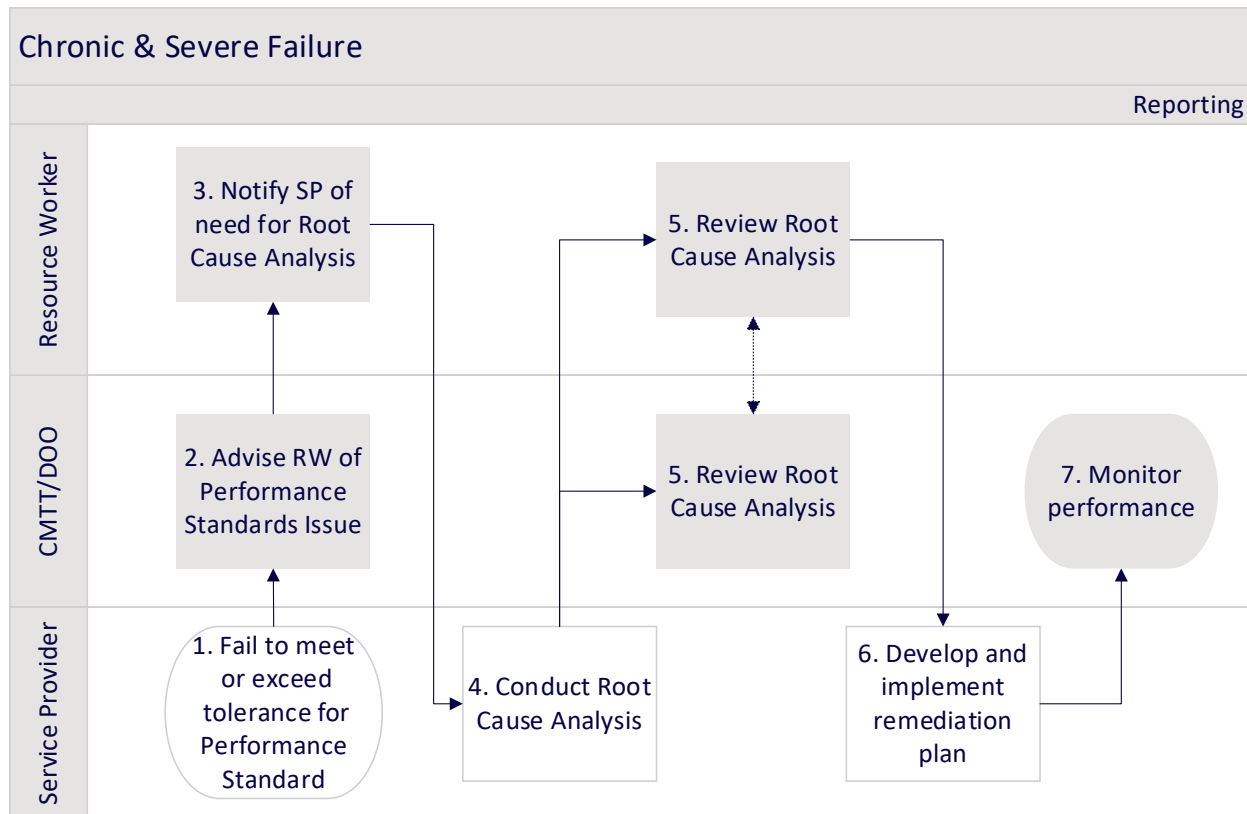 Chronic & Severe Failure
Reporting
Resource Worker
3. Notify SP of
need for Root
Cause Analysis
5. Review Root
Cause Analysis
CMTT/DOO
2. Advise RW of
Performance
Standards Issue
5. Review Root
Cause Analysis
7. Monitor
performance
Service Provider
1. Fail to meet
or exceed
tolerance for
Performance
Standard
4. Conduct Root
Cause Analysis
6. Develop and
implement
remediation
plan